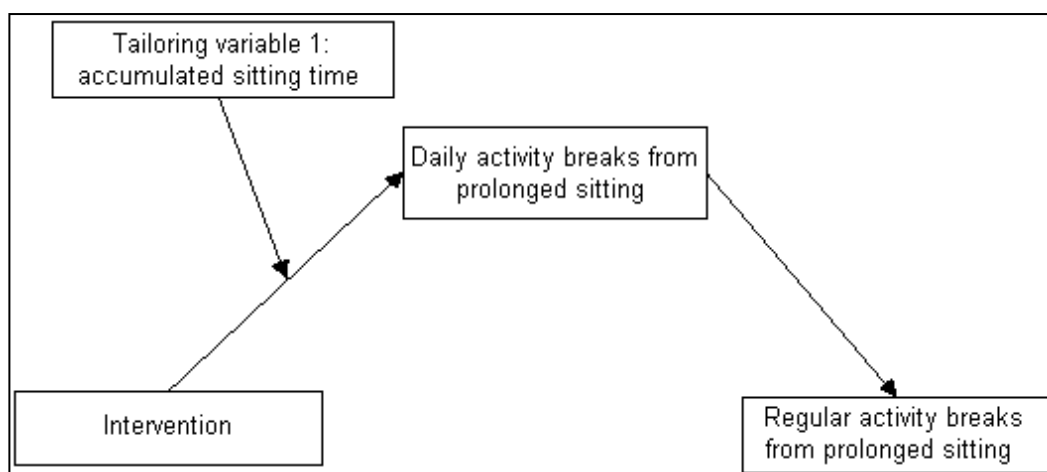 Tailoring variable 1:
accumulated sitting time
Daily activity breaks from
prolonged sitting
Intervention
Regular activity breaks
from prolonged sitting